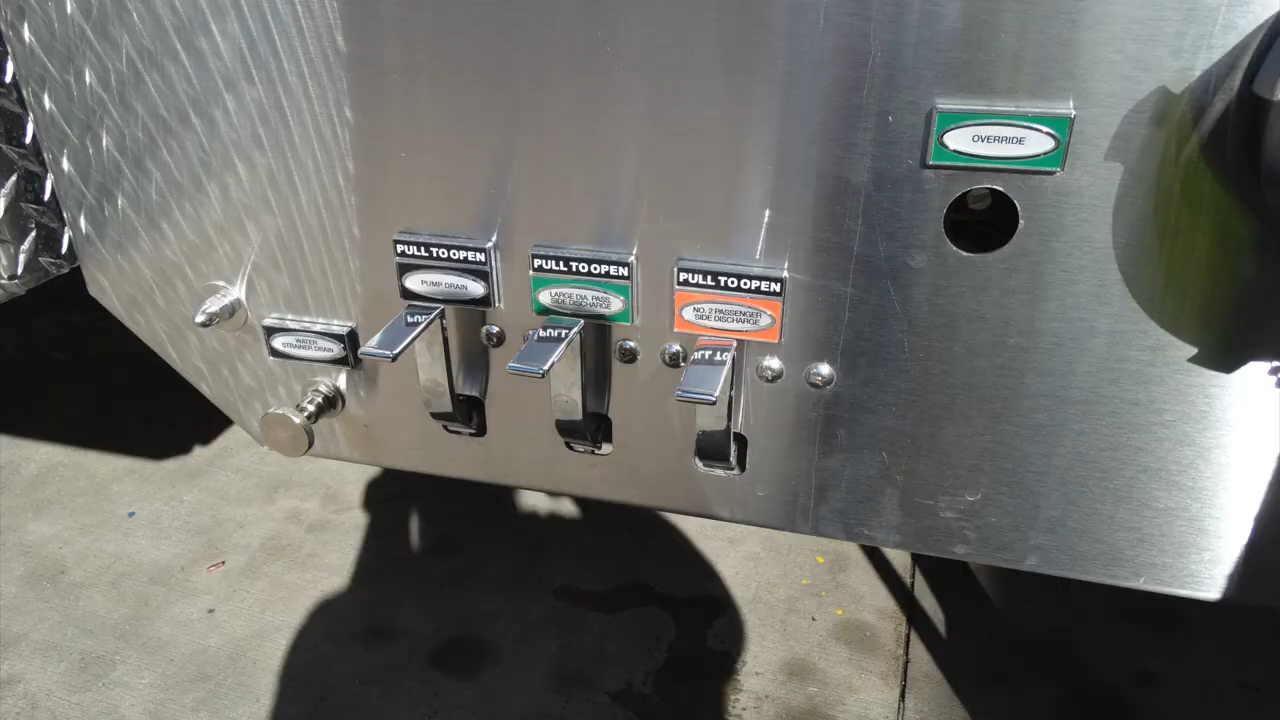 OVERRIDE
PULL TO OPEN
PUMP DRAIN
PULL TO OPEN
LARGE DIA. PASS.
SIDE DISCHARGE
PULL TO OPEN
NO. 2 PASSENGER
SIDE DISCHARGE
WATER
STRAINER DRAIN